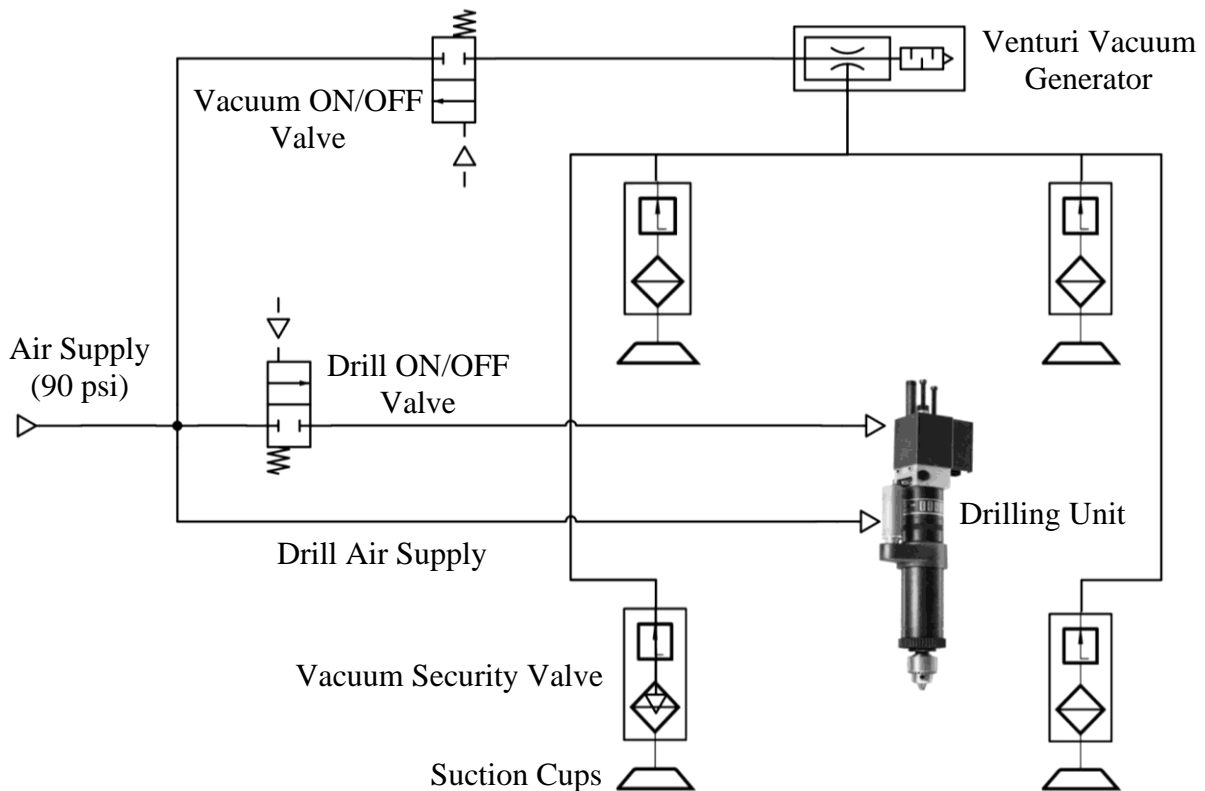 Venturi Vacuum
Generator
Vacuum ON/OFF
Valve
Air Supply
(90 psi)
Drill ON/OFF
Valve
Drilling Unit
Drill Air Supply
Vacuum Security Valve
Suction Cups